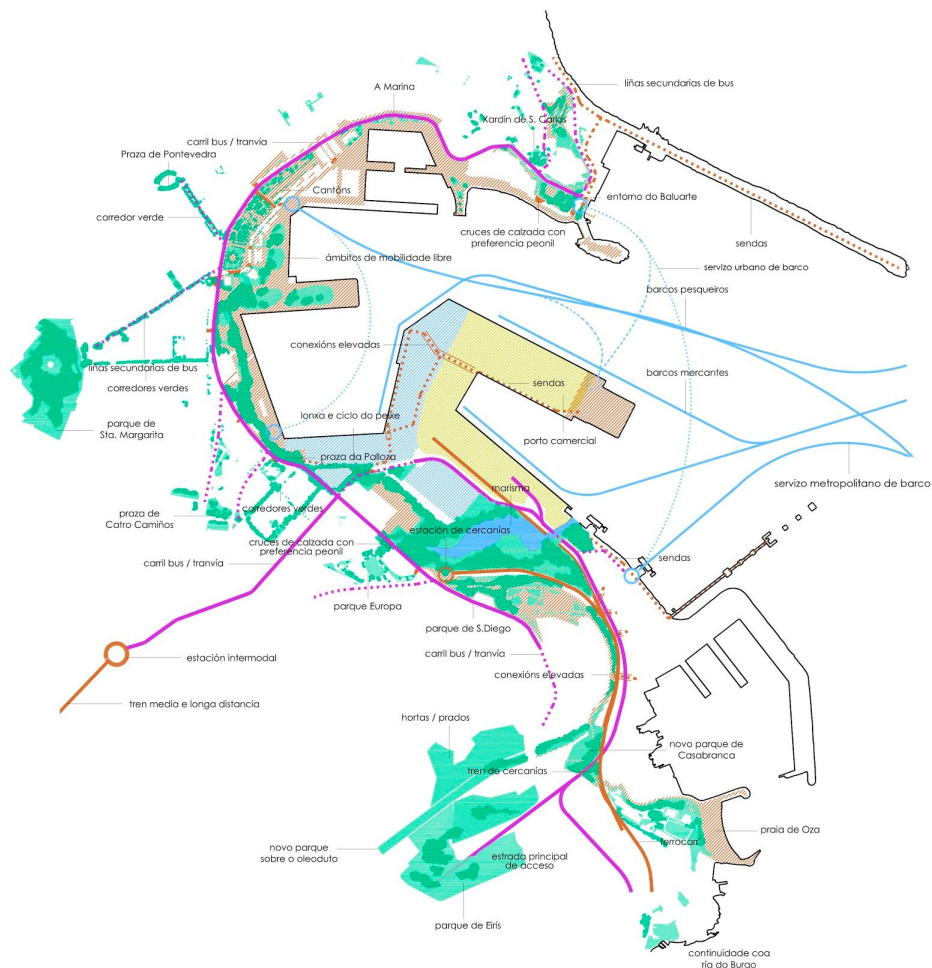 liñas secundarías de bus
A Marina
Xardín de S. Carlos
carril bus / tranvía
Praza de Pontevedra
Cantóns
entorno do Baluarte
corredor verde
cruces de calzada con
preferencia peonil
sendas
ámbitos de mobilidade libre
servizo urbano de barco
barcos pesqueiros
conexións elevadas
liñas secundarias de bus
barcos mercantes
corredores verdes
sendas
lonxa e ciclo do peixe
parque de
Sta. Margarita
porto comercial
praza da Palloza
servizo metropolitano de barco
marisma
corredores verdes
praza de
Catro Camiños
estación de cercanías
cruces de calzada con
preferencia peonil
sendas
carril bus / tranvía
parque Europa
parque de S.Diego
carril bus / tranvía
estación intermodal
conexións elevadas
tren media e longa distancia
hortas / prados
novo parque de
Casabranca
tren de cercanías
praia de Oza
ferrocarril
novo parque
sobre o oleoduto
estrada principal
de acceso
parque de Eirís
continuidade coa
ría do Burgo